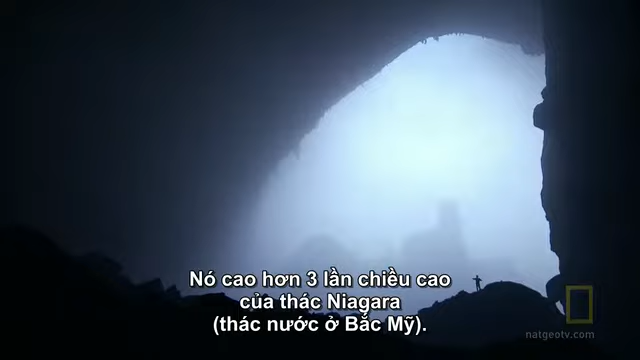 Nó cao hơn 3 lần chiều cao
của thác Niagara
(thác nước ở Bắc Mỹ).
natgeotv.com